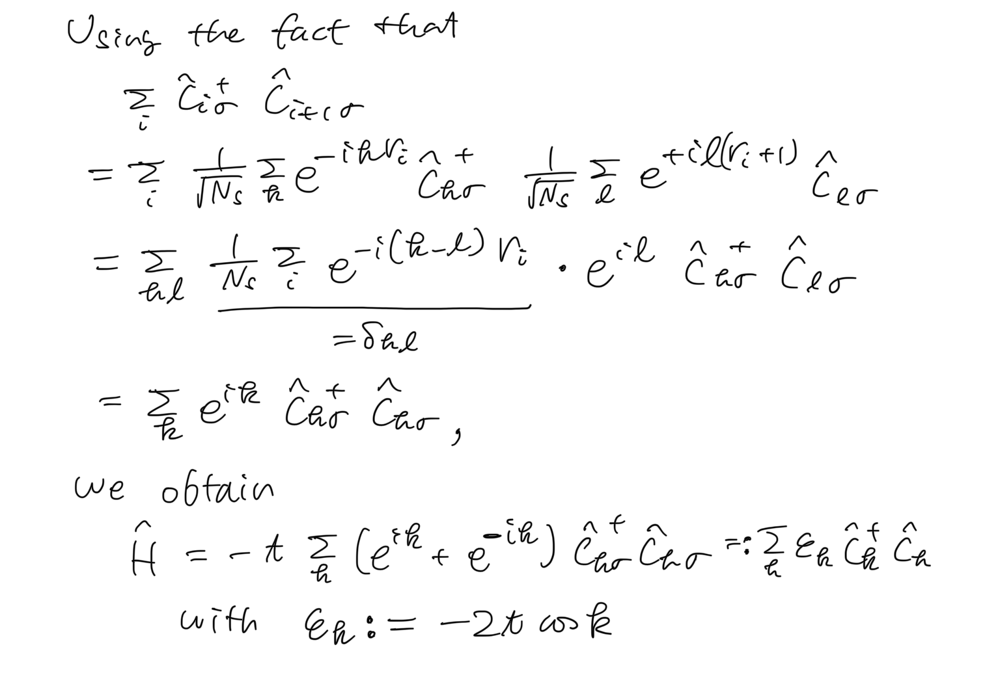 Using the fact that
$\sum_i \hat{C}_{i\sigma}^+ \hat{C}_{i+1\sigma}$
$= \sum_i \frac{1}{\sqrt{N_s}} \sum_k e^{-ikr_i} \hat{C}_{k\sigma}^+ \frac{1}{\sqrt{N_s}} \sum_l e^{+il(r_i+1)} \hat{C}_{l\sigma}$
$= \sum_{kl} \underline{\frac{1}{N_s} \sum_i e^{-i(k-l)r_i}} \cdot e^{il} \hat{C}_{k\sigma}^+ \hat{C}_{l\sigma}$
$= \delta_{kl}$
$= \sum_k e^{ik} \hat{C}_{k\sigma}^+ \hat{C}_{k\sigma},$
we obtain
$\hat{H} = -t \sum_k (e^{ik} + e^{-ik}) \hat{C}_{k\sigma}^+ \hat{C}_{k\sigma} =: \sum_k \varepsilon_k \hat{C}_k^+ \hat{C}_k$
with $\varepsilon_k := -2t \cos k$